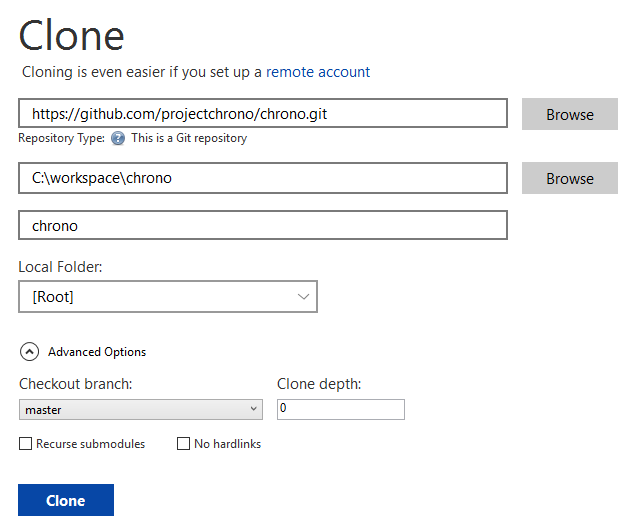 Clone
Cloning is even easier if you set up a remote account
https://github.com/projectchrono/chrono.git
Browse
Repository Type: ? This is a Git repository
C:\workspace\chrono
Browse
chrono
Local Folder:
[Root]
Advanced Options
Checkout branch: Clone depth:
master 0
Recurse submodules No hardlinks
Clone